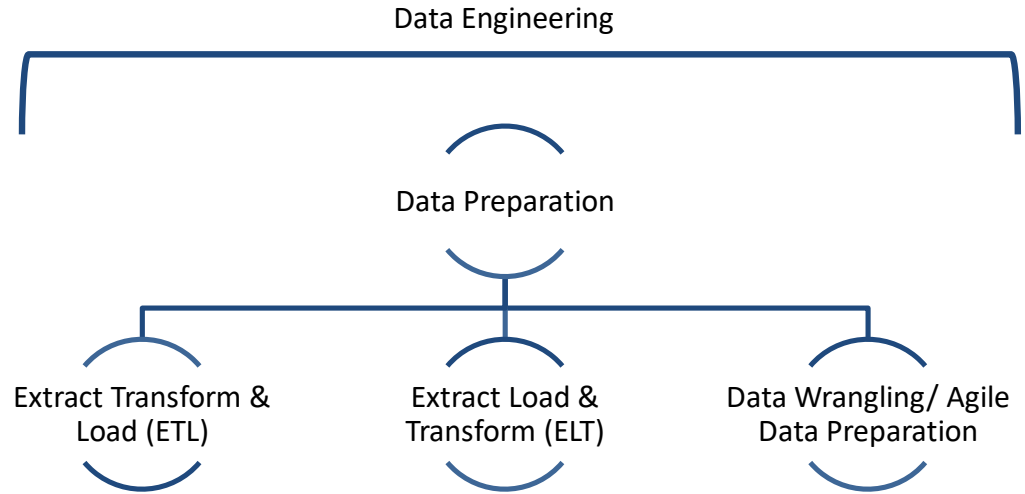 Data Engineering
Data Preparation
Extract Transform &
Load (ETL)
Extract Load &
Transform (ELT)
Data Wrangling/ Agile
Data Preparation